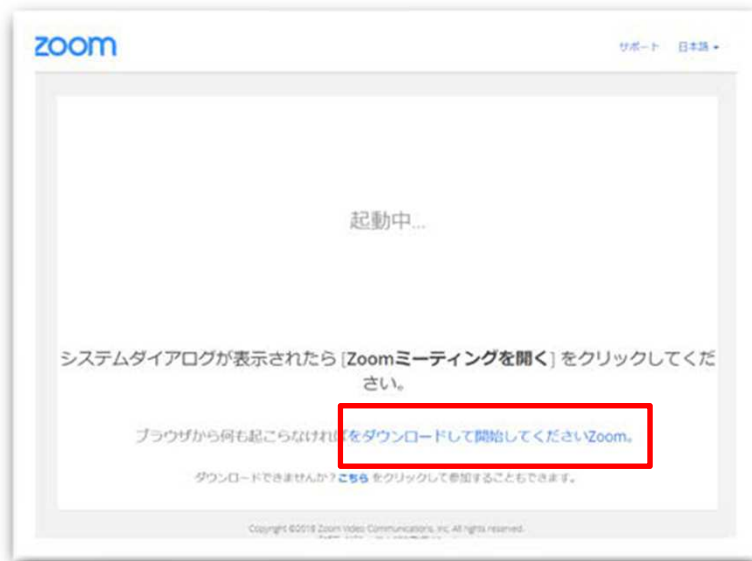 zoom
サポート 日本語
起動中...
システムダイアログが表示されたら [Zoomミーティングを開く] をクリックしてくだ
さい。
ブラウザから何も起こらなければをダウンロードして開始してくださいZoom。
ダウンロードできませんか？こちら をクリックして参加することもできます。
Copyright ©2018 Zoom Video Communications, Inc. All rights reserved.